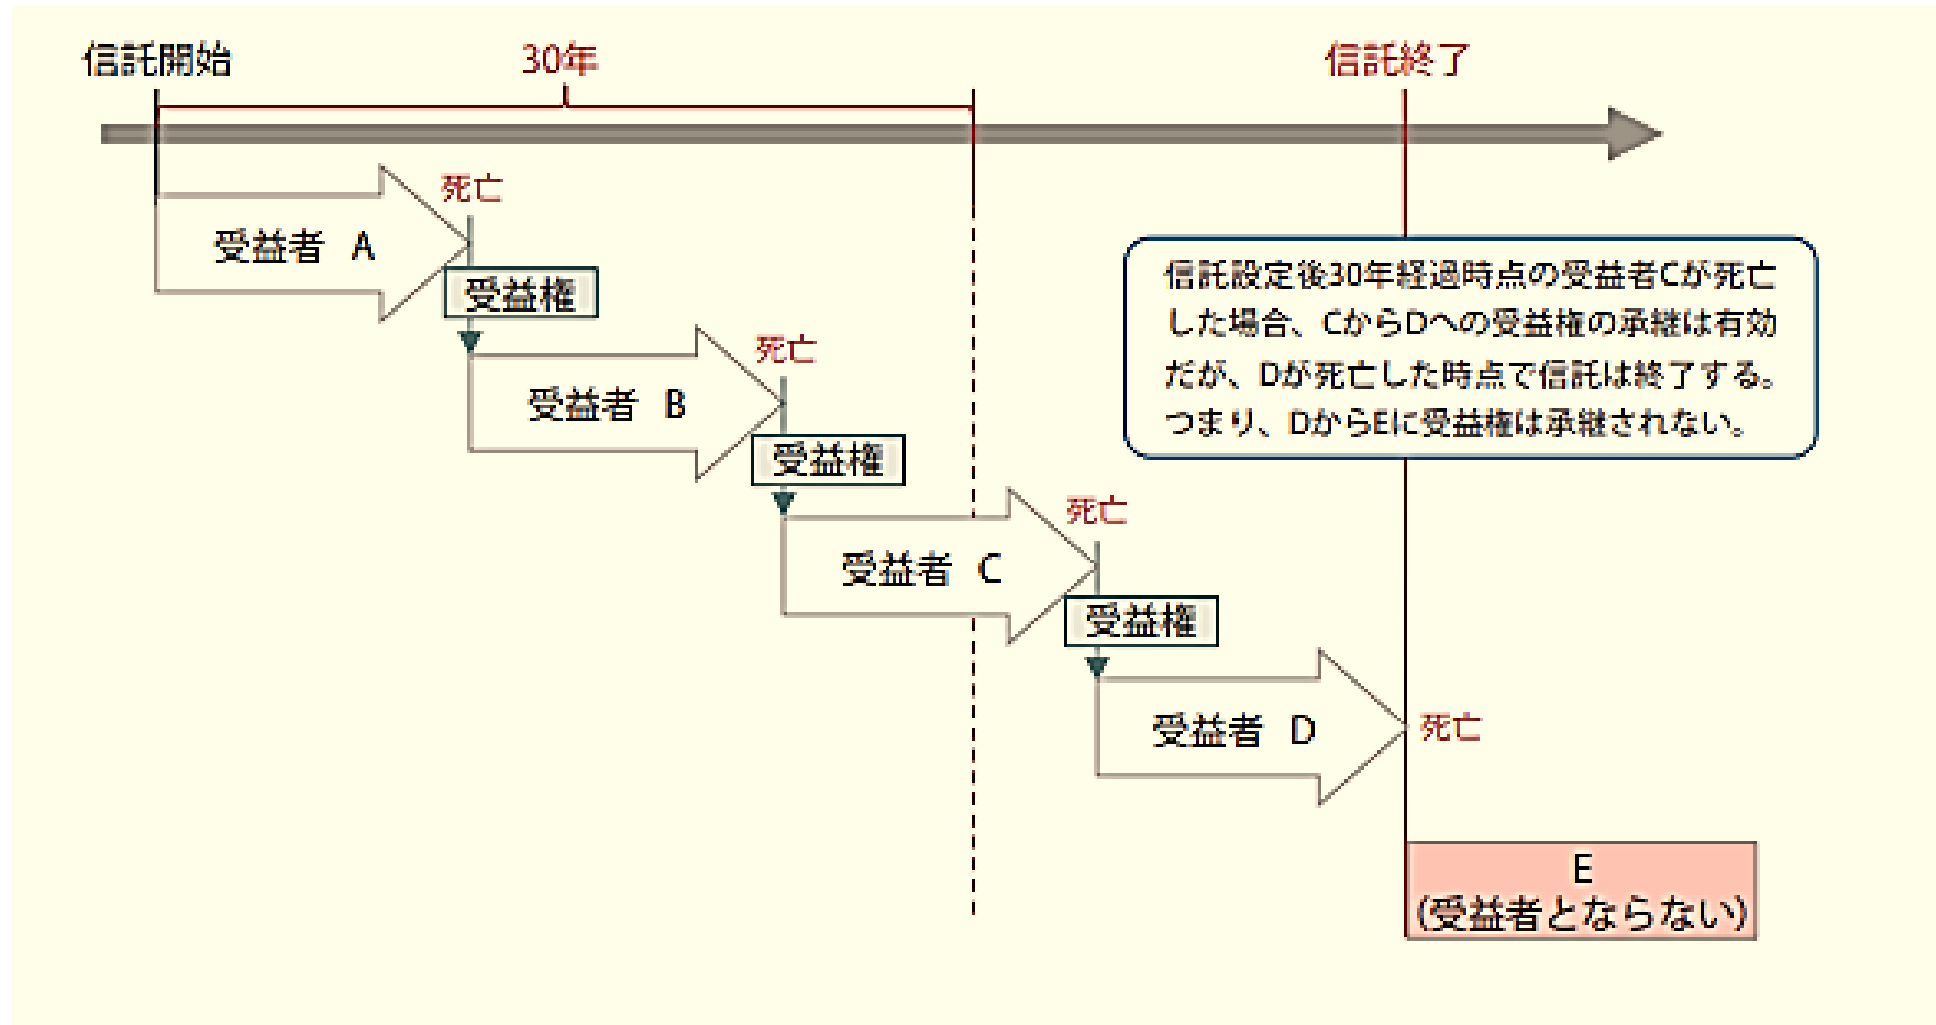 信託開始
30年
信託終了
死亡
受益者 A
受益権
死亡
受益者 B
受益権
信託設定後30年経過時点の受益者Cが死亡
した場合、CからDへの受益権の承継は有効
だが、Dが死亡した時点で信託は終了する。
つまり、DからEに受益権は承継されない。
死亡
受益者 C
受益権
受益者 D
死亡
E
(受益者とならない)